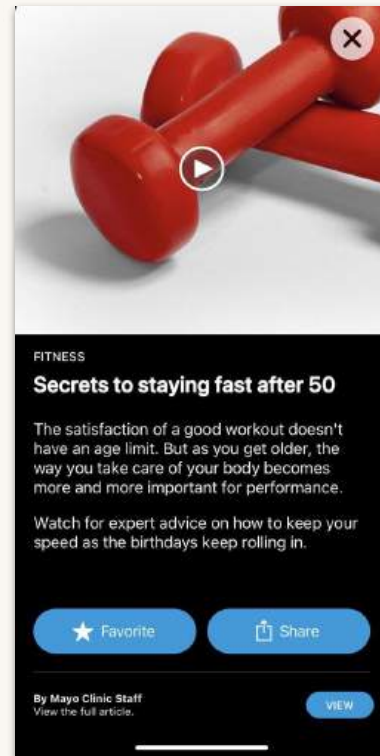 FITNESS
Secrets to staying fast after 50
The satisfaction of a good workout doesn't
have an age limit. But as you get older, the
way you take care of your body becomes
more and more important for performance.
Watch for expert advice on how to keep your
speed as the birthdays keep rolling in.
Favorite
Share
By Mayo Clinic Staff
View the full article.
VIEW